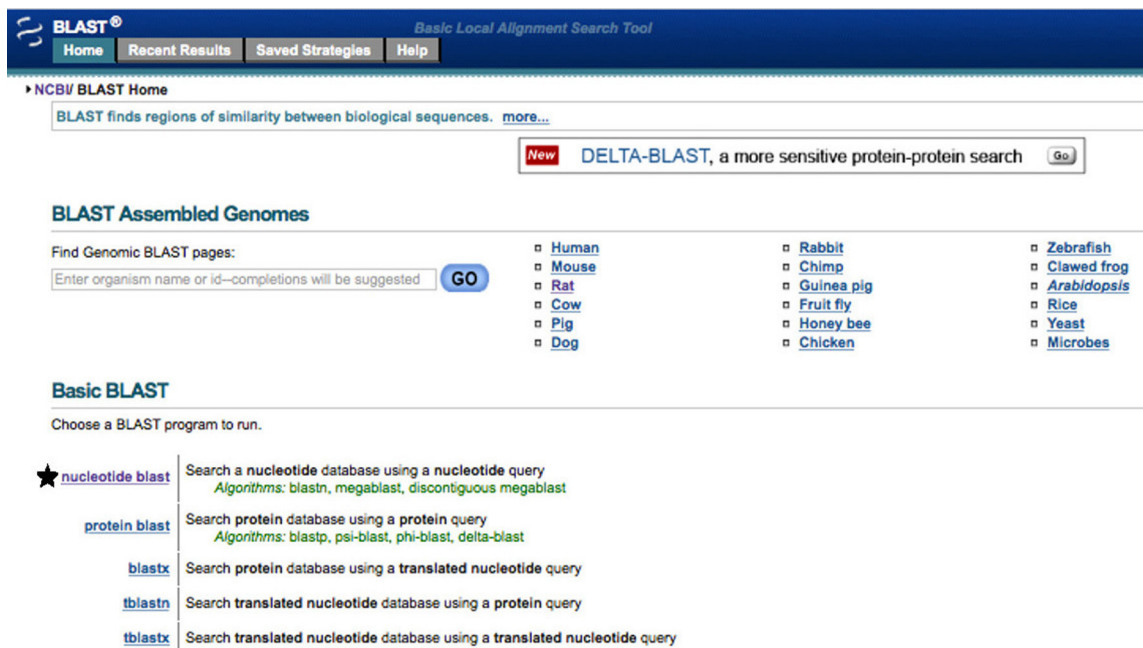 BLAST® Basic Local Alignment Search Tool
Home Recent Results Saved Strategies Help
NCBI/ BLAST Home
BLAST finds regions of similarity between biological sequences. more...
New DELTA-BLAST, a more sensitive protein-protein search Go
BLAST Assembled Genomes
Find Genomic BLAST pages:
Enter organism name or id--completions will be suggested GO
Human
Mouse
Rat
Cow
Pig
Dog
Rabbit
Chimp
Guinea pig
Fruit fly
Honey bee
Chicken
Zebrafish
Clawed frog
Arabidopsis
Rice
Yeast
Microbes
Basic BLAST
Choose a BLAST program to run.
nucleotide blast Search a nucleotide database using a nucleotide query
Algorithms: blastn, megablast, discontiguous megablast
protein blast Search protein database using a protein query
Algorithms: blastp, psi-blast, phi-blast, delta-blast
blastx Search protein database using a translated nucleotide query
tblastn Search translated nucleotide database using a protein query
tblastx Search translated nucleotide database using a translated nucleotide query